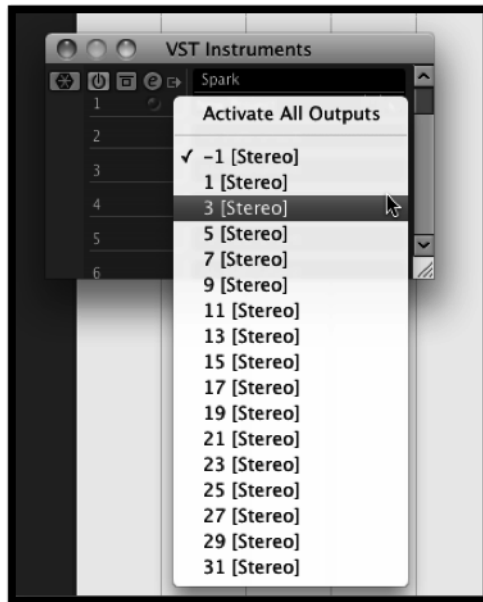 VST Instruments
e Spark
1
2
3
4
5
6
Activate All Outputs
✓ -1 [Stereo]
1 [Stereo]
3 [Stereo]
5 [Stereo]
7 [Stereo]
9 [Stereo]
11 [Stereo]
13 [Stereo]
15 [Stereo]
17 [Stereo]
19 [Stereo]
21 [Stereo]
23 [Stereo]
25 [Stereo]
27 [Stereo]
29 [Stereo]
31 [Stereo]